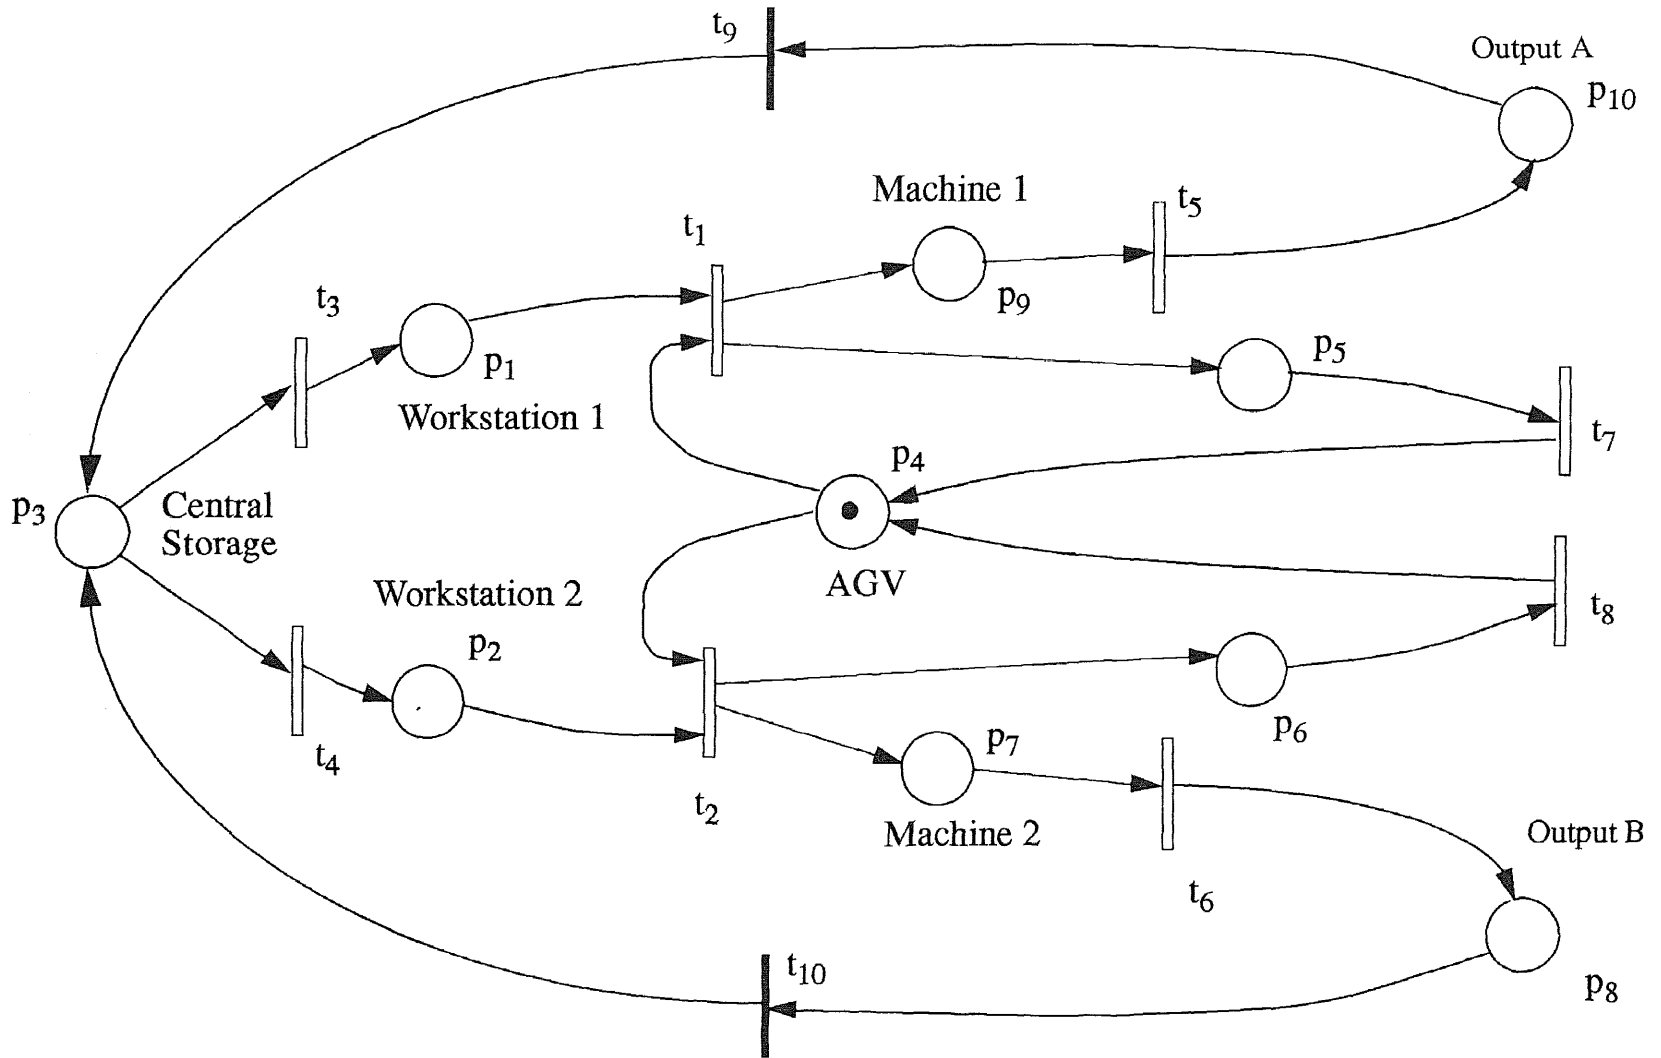 t9
Output A
p10
Machine 1
t5
t1
t3
p9
p5
p1
Workstation 1
t7
p4
p3
Central
Storage
AGV
Workstation 2
t8
p2
p6
t4
p7
t2
Machine 2
Output B
t6
t10
p8